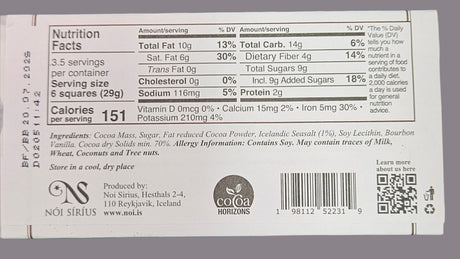 Nutrition
Facts
3.5 servings
per container
Serving size
6 squares (29g)
Calories
per serving 151
Amount/serving % DV
Total Fat 10g 13%
Sat. Fat 6g 30%
Trans Fat 0g
Cholesterol 0g 0%
Sodium 116mg 5%
Amount/serving % DV
Total Carb. 14g 6%
Dietary Fiber 4g 14%
Total Sugars 9g
Incl. 9g Added Sugars 18%
Protein 2g
Vitamin D 0mcg 0% • Calcium 15mg 2% • Iron 5mg 30% •
Potassium 210mg 4%
*The % Daily
Value (DV)
tells you how
much a
nutrient in a
serving of food
contributes to
a daily diet.
2,000 calories
a day is used
for general
nutrition
advice.
BF/BB 20.07.2026
D0205 11:42
Ingredients: Cocoa Mass, Sugar, Fat reduced Cocoa Powder, Icelandic Seasalt (1%), Soy Lecithin, Bourbon
Vanilla. Cocoa dry Solids min. 70%. Allergy Information: Contains Soy. May contain traces of Milk,
Wheat, Coconuts and Tree nuts.
Store in a cool, dry place
NÓI SÍRÍUS
Produced by:
Noi Sirius, Hesthals 2-4,
110 Reykjavik, Iceland
www.noi.is
cocoa
HORIZONS
1 98112 52231 9
Learn more
about us here